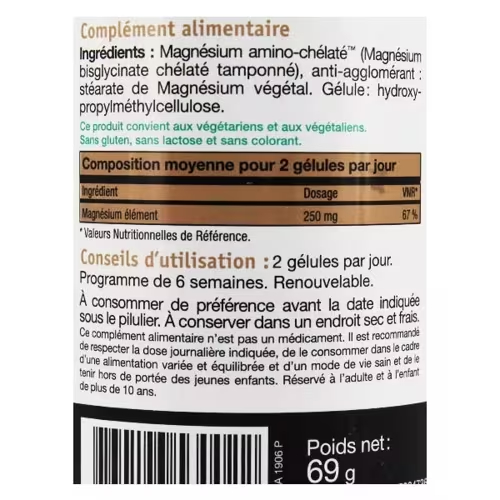 Complément alimentaire
Ingrédients : Magnésium amino-chélaté™ (Magnésium
bisglycinate chélaté tamponné), anti-agglomérant :
stéarate de Magnésium végétal. Gélule: hydroxy-
propylméthylcellulose.
Ce produit convient aux végétariens et aux végétaliens.
Sans gluten, sans lactose et sans colorant.
Composition moyenne pour 2 gélules par jour
Ingrédient Dosage VNR*
Magnésium élément 250 mg 67 %
* Valeurs Nutritionnelles de Référence.
Conseils d'utilisation : 2 gélules par jour.
Programme de 6 semaines. Renouvelable.
À consommer de préférence avant la date indiquée
sous le pilulier. À conserver dans un endroit sec et frais.
Ce complément alimentaire n'est pas un médicament. Il est recommandé
de respecter la dose journalière indiquée, de le consommer dans le cadre
d'une alimentation variée et équilibrée et d'un mode de vie sain et de le
tenir hors de portée des jeunes enfants. Réservé à l'adulte et à l'enfant
de plus de 10 ans.
A 1906 P
Poids net :
69 g